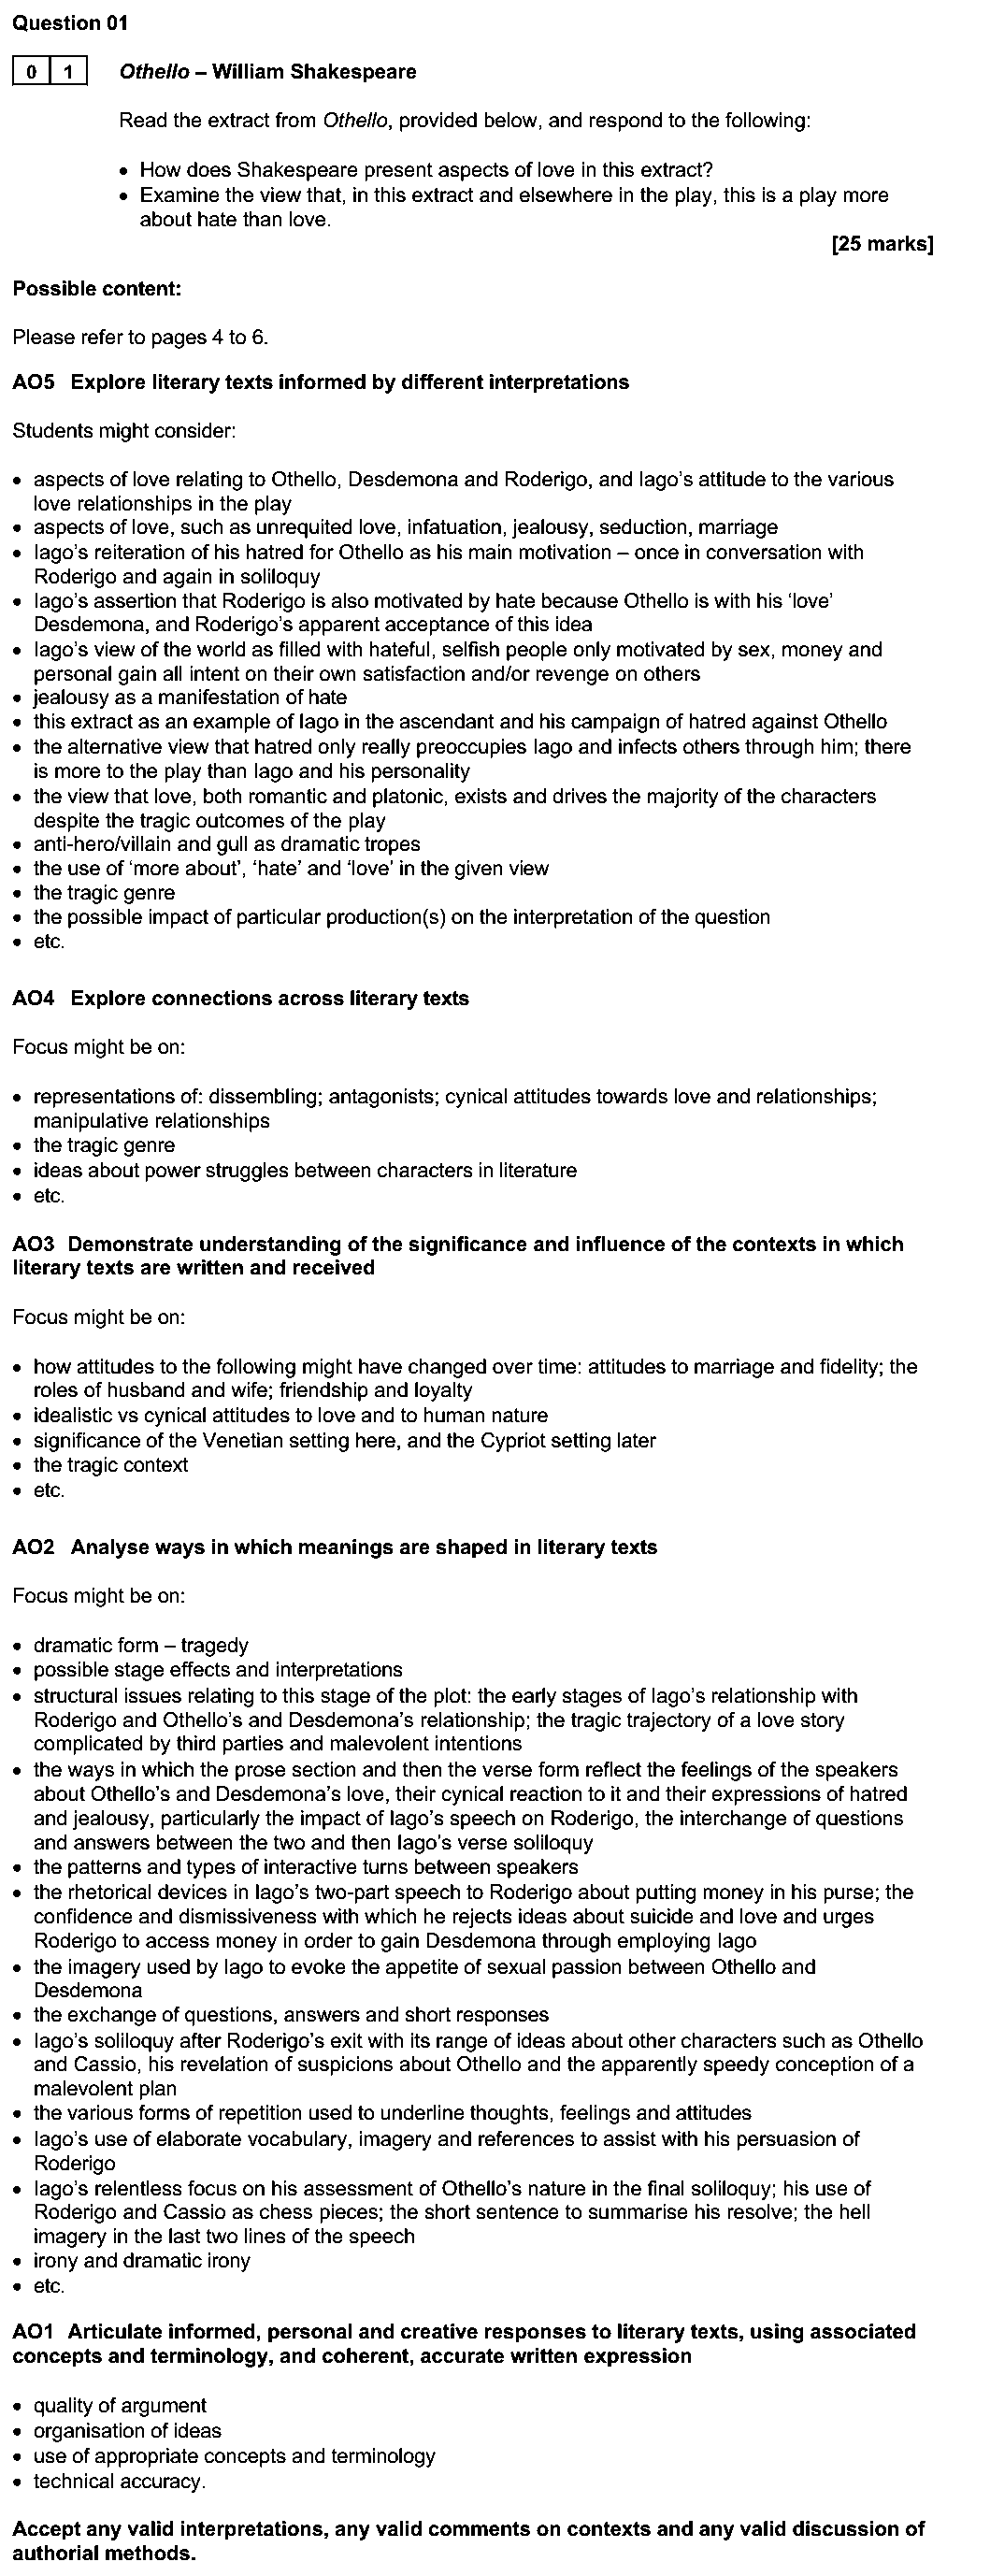 Question 01
0 1 Othello – William Shakespeare
Read the extract from Othello, provided below, and respond to the following:
• How does Shakespeare present aspects of love in this extract?
• Examine the view that, in this extract and elsewhere in the play, this is a play more
about hate than love.
[25 marks]
Possible content:
Please refer to pages 4 to 6.
AO5 Explore literary texts informed by different interpretations
Students might consider:
• aspects of love relating to Othello, Desdemona and Roderigo, and Iago’s attitude to the various
love relationships in the play
• aspects of love, such as unrequited love, infatuation, jealousy, seduction, marriage
• Iago’s reiteration of his hatred for Othello as his main motivation – once in conversation with
Roderigo and again in soliloquy
• Iago’s assertion that Roderigo is also motivated by hate because Othello is with his ‘love’
Desdemona, and Roderigo’s apparent acceptance of this idea
• Iago’s view of the world as filled with hateful, selfish people only motivated by sex, money and
personal gain all intent on their own satisfaction and/or revenge on others
• jealousy as a manifestation of hate
• this extract as an example of Iago in the ascendant and his campaign of hatred against Othello
• the alternative view that hatred only really preoccupies Iago and infects others through him; there
is more to the play than Iago and his personality
• the view that love, both romantic and platonic, exists and drives the majority of the characters
despite the tragic outcomes of the play
• anti-hero/villain and gull as dramatic tropes
• the use of ‘more about’, ‘hate’ and ‘love’ in the given view
• the tragic genre
• the possible impact of particular production(s) on the interpretation of the question
• etc.
AO4 Explore connections across literary texts
Focus might be on:
• representations of: dissembling; antagonists; cynical attitudes towards love and relationships;
manipulative relationships
• the tragic genre
• ideas about power struggles between characters in literature
• etc.
AO3 Demonstrate understanding of the significance and influence of the contexts in which
literary texts are written and received
Focus might be on:
• how attitudes to the following might have changed over time: attitudes to marriage and fidelity; the
roles of husband and wife; friendship and loyalty
• idealistic vs cynical attitudes to love and to human nature
• significance of the Venetian setting here, and the Cypriot setting later
• the tragic context
• etc.
AO2 Analyse ways in which meanings are shaped in literary texts
Focus might be on:
• dramatic form – tragedy
• possible stage effects and interpretations
• structural issues relating to this stage of the plot: the early stages of Iago’s relationship with
Roderigo and Othello’s and Desdemona’s relationship; the tragic trajectory of a love story
complicated by third parties and malevolent intentions
• the ways in which the prose section and then the verse form reflect the feelings of the speakers
about Othello’s and Desdemona’s love, their cynical reaction to it and their expressions of hatred
and jealousy, particularly the impact of Iago’s speech on Roderigo, the interchange of questions
and answers between the two and then Iago’s verse soliloquy
• the patterns and types of interactive turns between speakers
• the rhetorical devices in Iago’s two-part speech to Roderigo about putting money in his purse; the
confidence and dismissiveness with which he rejects ideas about suicide and love and urges
Roderigo to access money in order to gain Desdemona through employing Iago
• the imagery used by Iago to evoke the appetite of sexual passion between Othello and
Desdemona
• the exchange of questions, answers and short responses
• Iago’s soliloquy after Roderigo’s exit with its range of ideas about other characters such as Othello
and Cassio, his revelation of suspicions about Othello and the apparently speedy conception of a
malevolent plan
• the various forms of repetition used to underline thoughts, feelings and attitudes
• Iago’s use of elaborate vocabulary, imagery and references to assist with his persuasion of
Roderigo
• Iago’s relentless focus on his assessment of Othello’s nature in the final soliloquy; his use of
Roderigo and Cassio as chess pieces; the short sentence to summarise his resolve; the hell
imagery in the last two lines of the speech
• irony and dramatic irony
• etc.
AO1 Articulate informed, personal and creative responses to literary texts, using associated
concepts and terminology, and coherent, accurate written expression
• quality of argument
• organisation of ideas
• use of appropriate concepts and terminology
• technical accuracy.
Accept any valid interpretations, any valid comments on contexts and any valid discussion of
authorial methods.